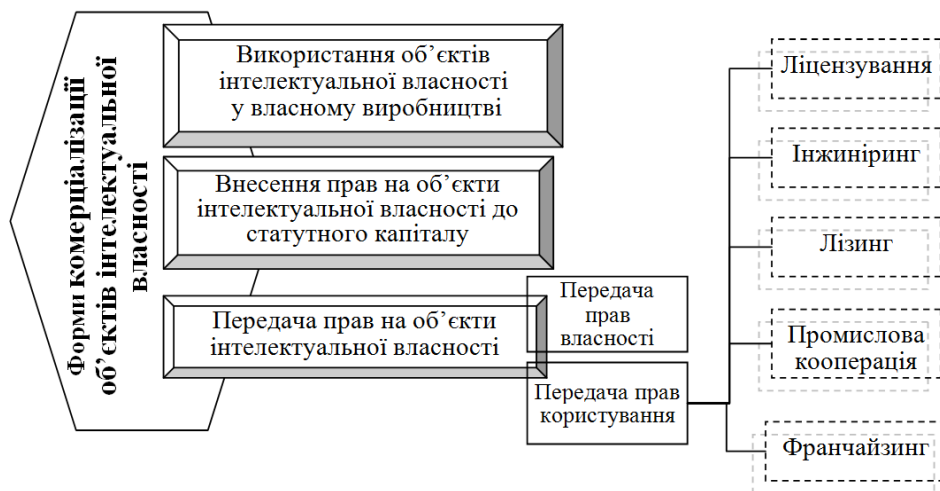 Форми комерціалізації
об’єктів інтелектуальної
власності
Використання об’єктів
інтелектуальної власності
у власному виробництві
Внесення прав на об’єкти
інтелектуальної власності до
статутного капіталу
Передача прав на об’єкти
інтелектуальної власності
Передача
прав
власності
Передача прав
користування
Ліцензування
Інжиніринг
Лізинг
Промислова
кооперація
Франчайзинг